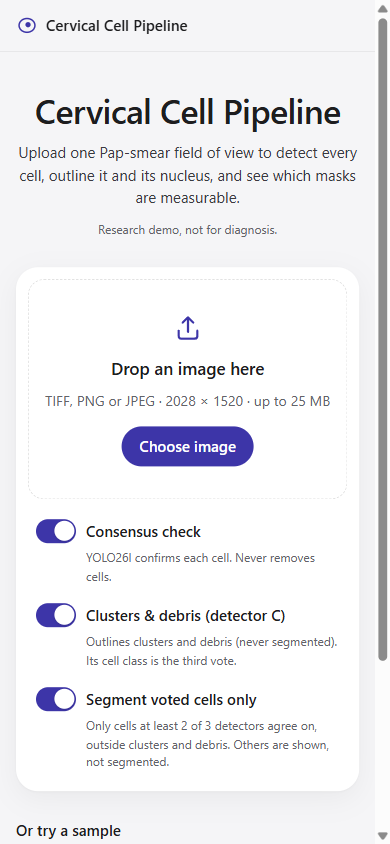 Cervical Cell Pipeline
Cervical Cell Pipeline
Upload one Pap-smear field of view to detect every
cell, outline it and its nucleus, and see which masks
are measurable.
Research demo, not for diagnosis.
Drop an image here
TIFF, PNG or JPEG · 2028 × 1520 · up to 25 MB
Choose image
Consensus check
YOLO26l confirms each cell. Never removes
cells.
Clusters & debris (detector C)
Outlines clusters and debris (never segmented).
Its cell class is the third vote.
Segment voted cells only
Only cells at least 2 of 3 detectors agree on,
outside clusters and debris. Others are shown,
not segmented.
Or try a sample